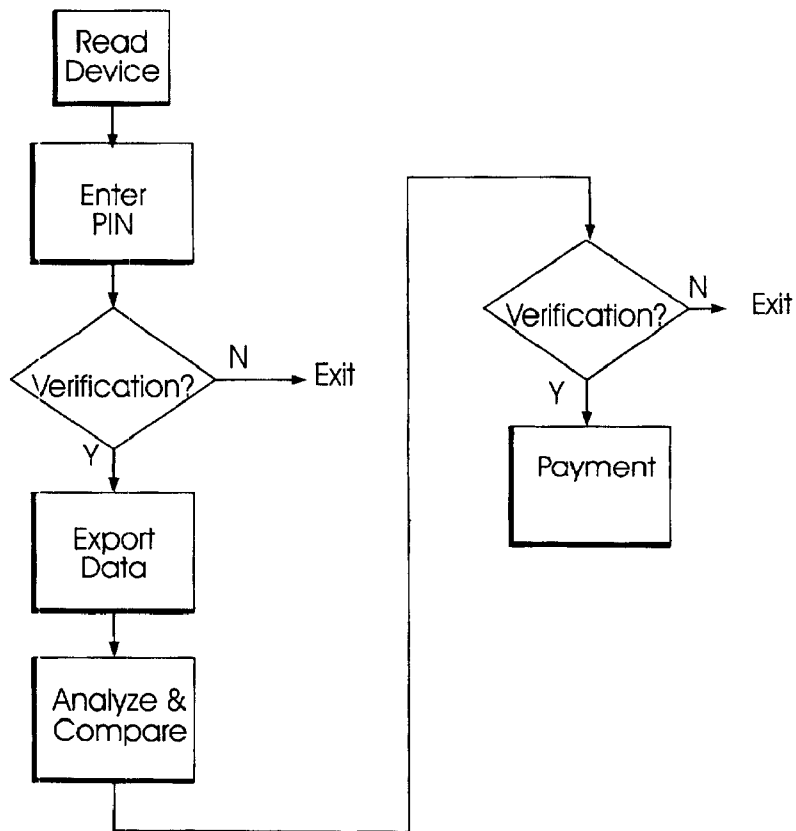 Read
Device
Enter
PIN
Verification?
N
Exit
Y
Export
Data
Analyze &
Compare
Verification?
N
Exit
Y
Payment